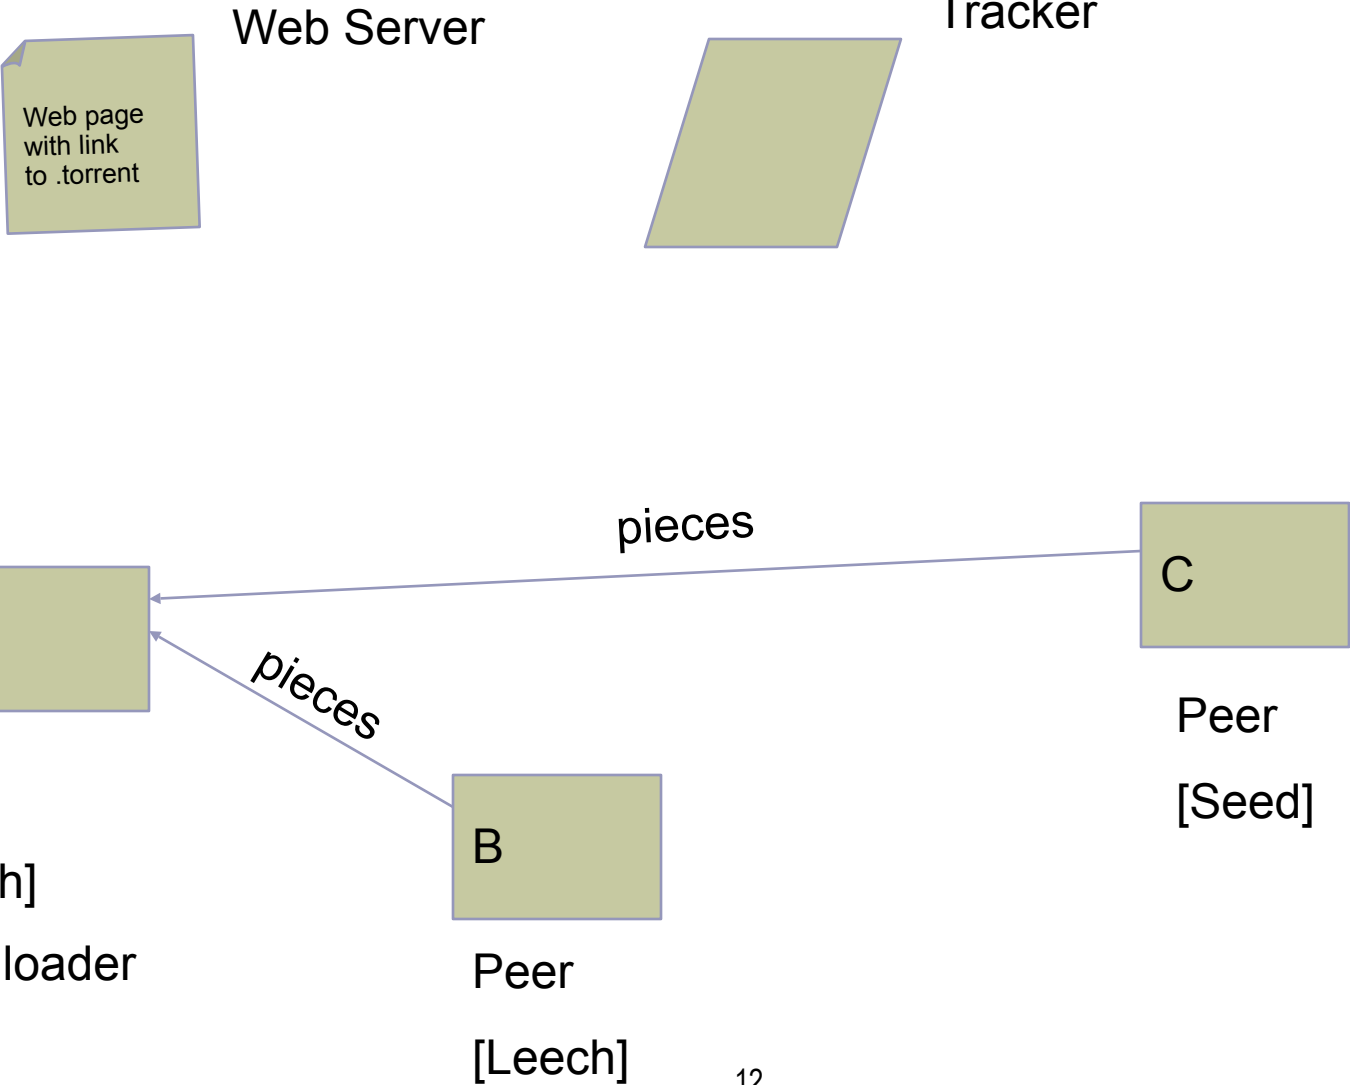 Web Server
Tracker
Web page
with link
to .torrent
pieces
C
pieces
Peer
[Seed]
B
h]
loader
Peer
[Leech]
12